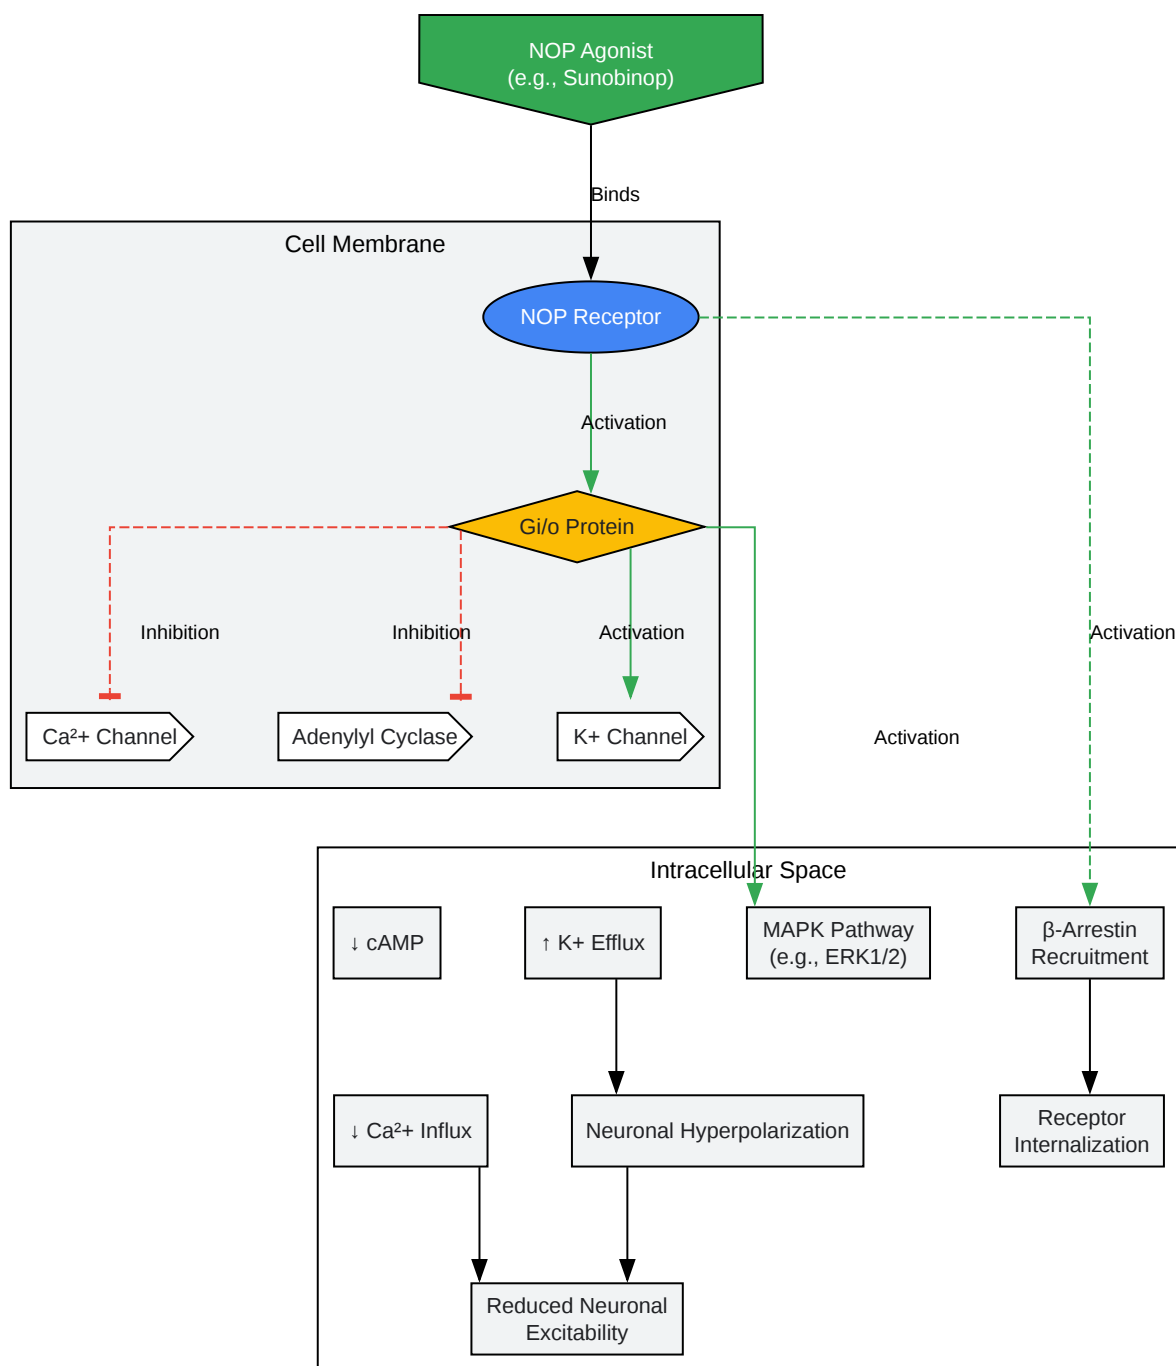 NOP Agonist
(e.g., Sunobinop)
Binds
Cell Membrane
NOP Receptor
Activation
Gi/o Protein
Inhibition
Inhibition
Activation
Activation
Ca²+ Channel
Adenylyl Cyclase
K+ Channel
Activation
Intracellular Space
↓ cAMP
↑ K+ Efflux
MAPK Pathway
(e.g., ERK1/2)
β-Arrestin
Recruitment
↓ Ca²+ Influx
Neuronal Hyperpolarization
Receptor
Internalization
Reduced Neuronal
Excitability